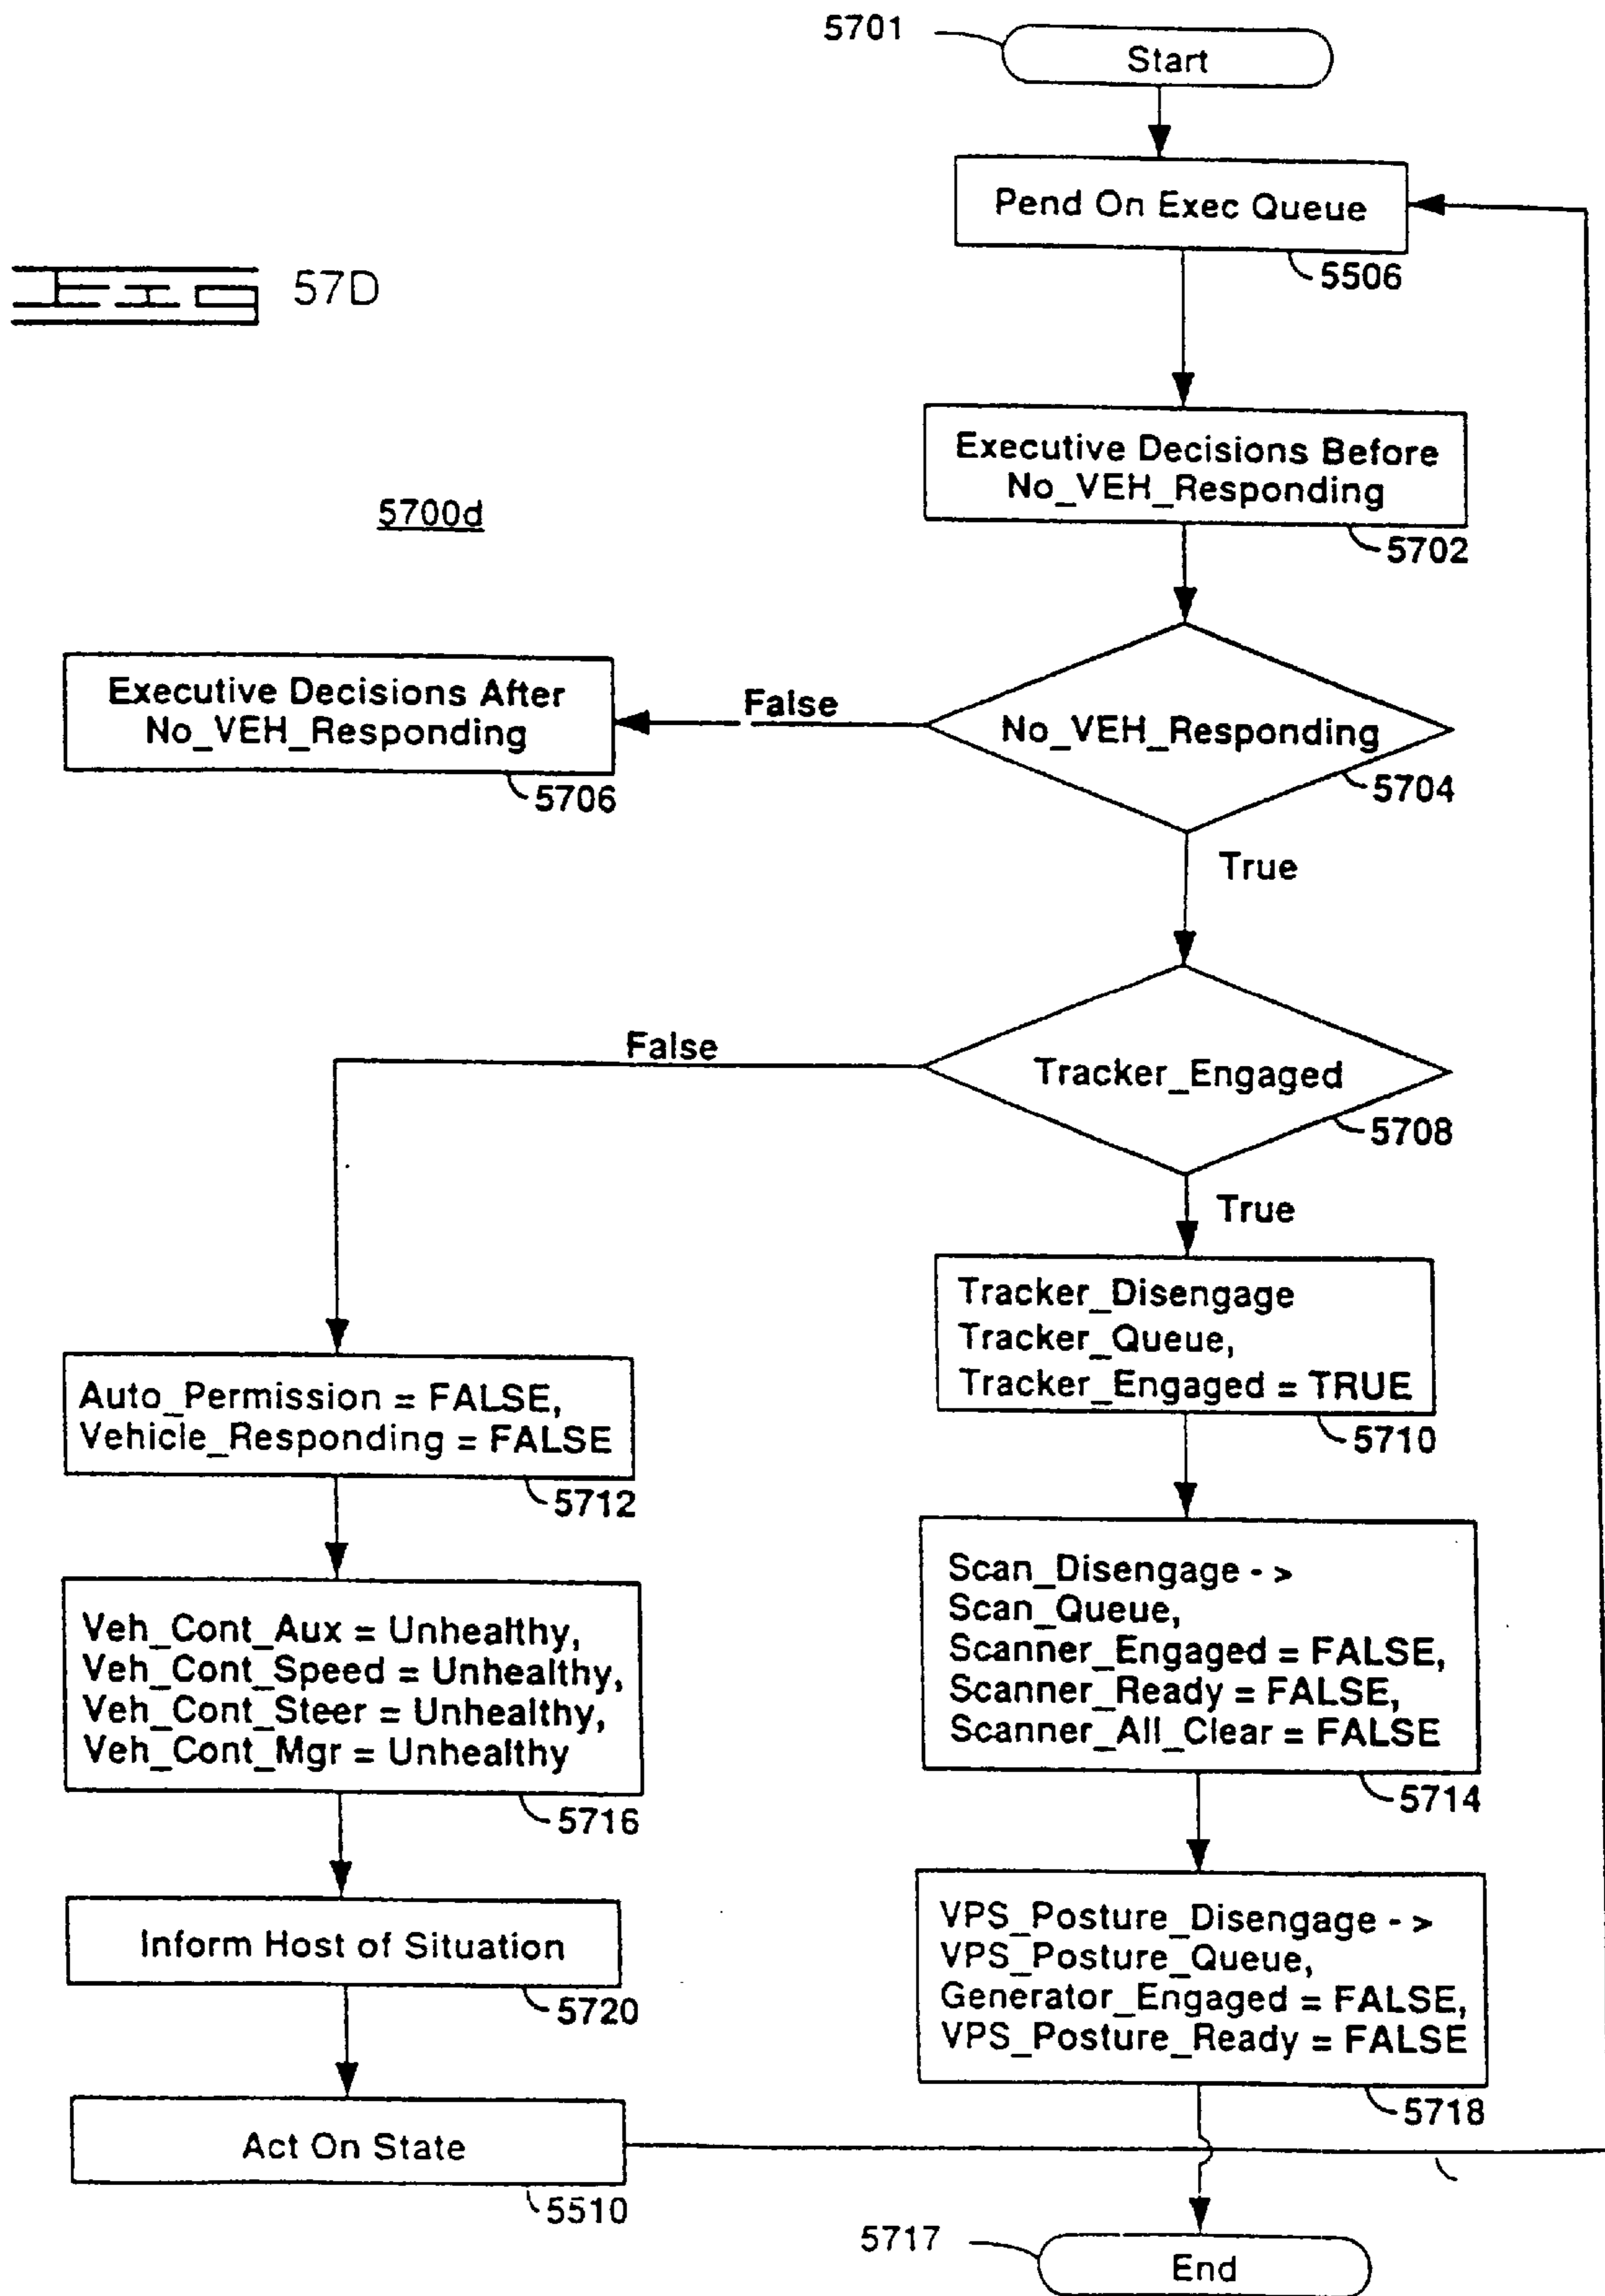 5701
Start
Pend On Exec Queue
5506
57D
Executive Decisions Before
No_VEH_Responding
5702
5700d
Executive Decisions After
No_VEH_Responding
5706
False
No_VEH_Responding
5704
True
False
Tracker_Engaged
5708
True
Tracker_Disengage
Tracker_Queue,
Tracker_Engaged = TRUE
5710
Auto_Permission = FALSE,
Vehicle_Responding = FALSE
5712
Scan_Disengage - >
Scan_Queue,
Scanner_Engaged = FALSE,
Scanner_Ready = FALSE,
Scanner_All_Clear = FALSE
5714
Veh_Cont_Aux = Unhealthy,
Veh_Cont_Speed = Unhealthy,
Veh_Cont_Steer = Unhealthy,
Veh_Cont_Mgr = Unhealthy
5716
VPS_Posture_Disengage - >
VPS_Posture_Queue,
Generator_Engaged = FALSE,
VPS_Posture_Ready = FALSE
5718
Inform Host of Situation
5720
Act On State
5510
5717
End